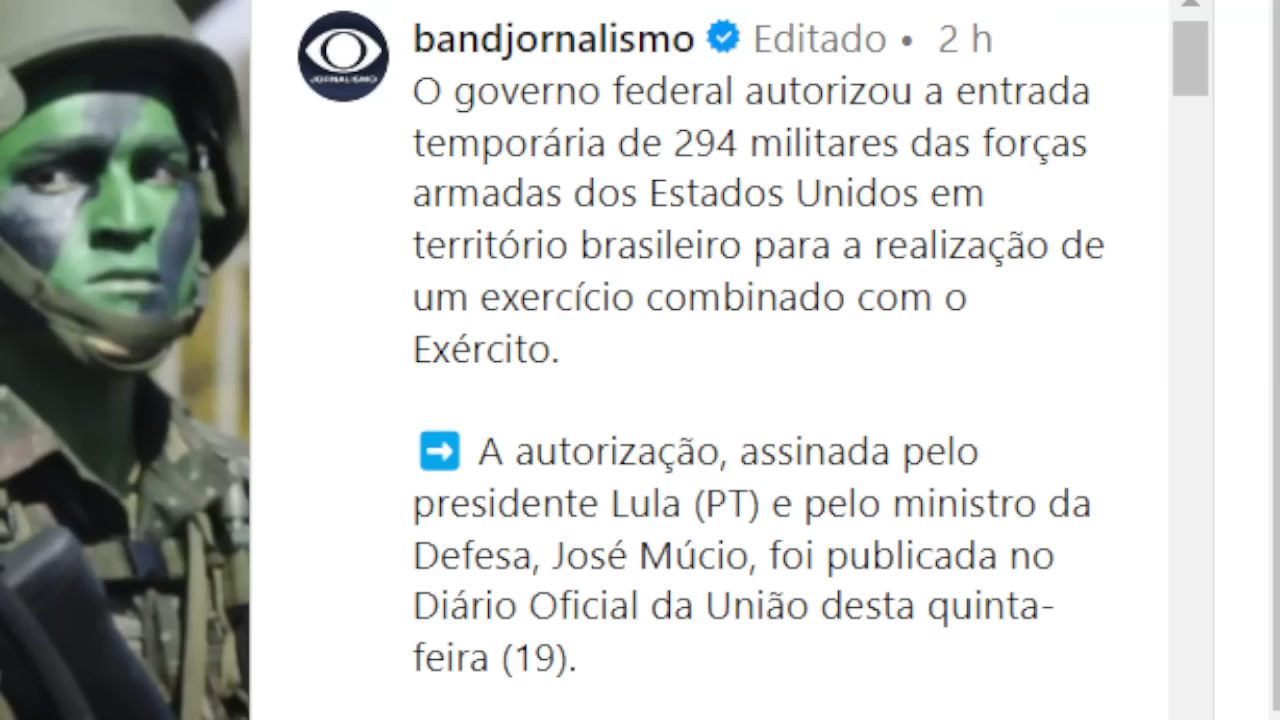 bandjornalismo Editado • 2 h
JORNALISMO
O governo federal autorizou a entrada
temporária de 294 militares das forças
armadas dos Estados Unidos em
território brasileiro para a realização de
um exercício combinado com o
Exército.
➡️ A autorização, assinada pelo
presidente Lula (PT) e pelo ministro da
Defesa, José Múcio, foi publicada no
Diário Oficial da União desta quinta-
feira (19).